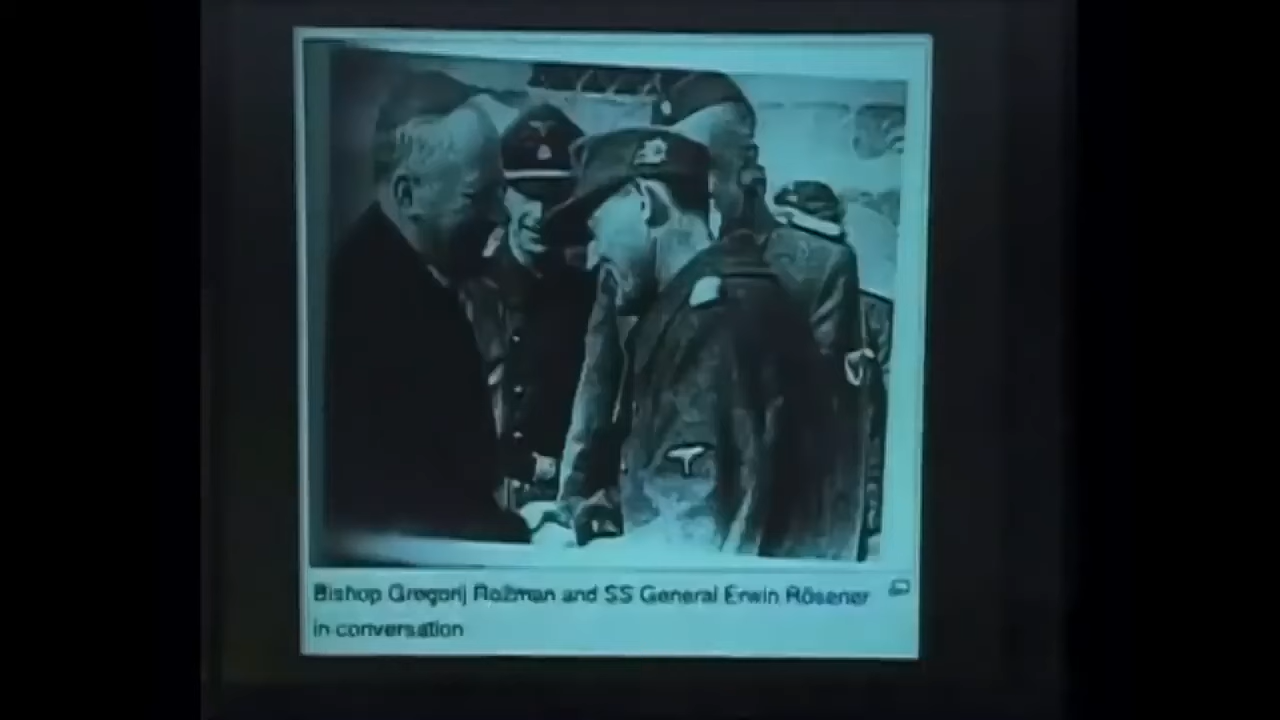 Bishop Gregorij Rožman and SS General Erwin Rösener
in conversation